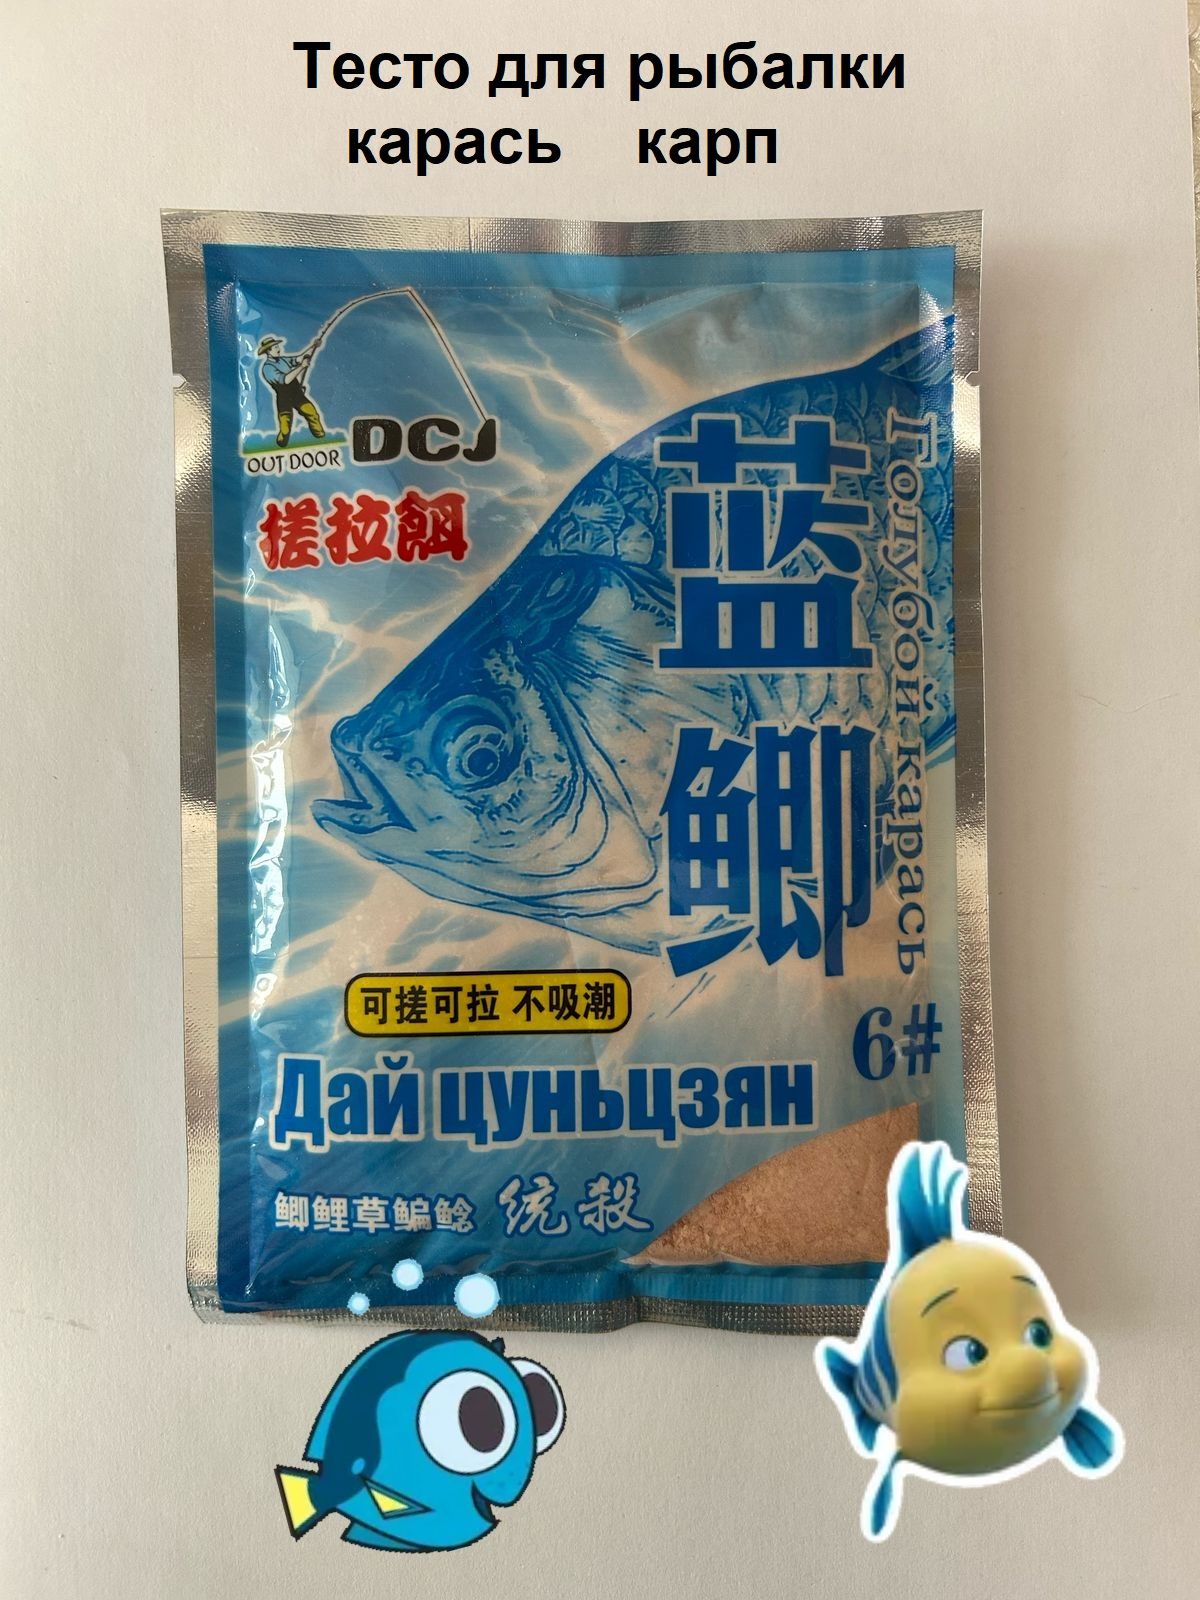 Тесто для рыбалки
карась карп
OUT DOOR
DCJ
搓拉餌
蓝鲫
Голубой карась
可搓可拉 不吸潮
6#
Дай цуньцзян
鲫鲤草鳊鲶 统殺